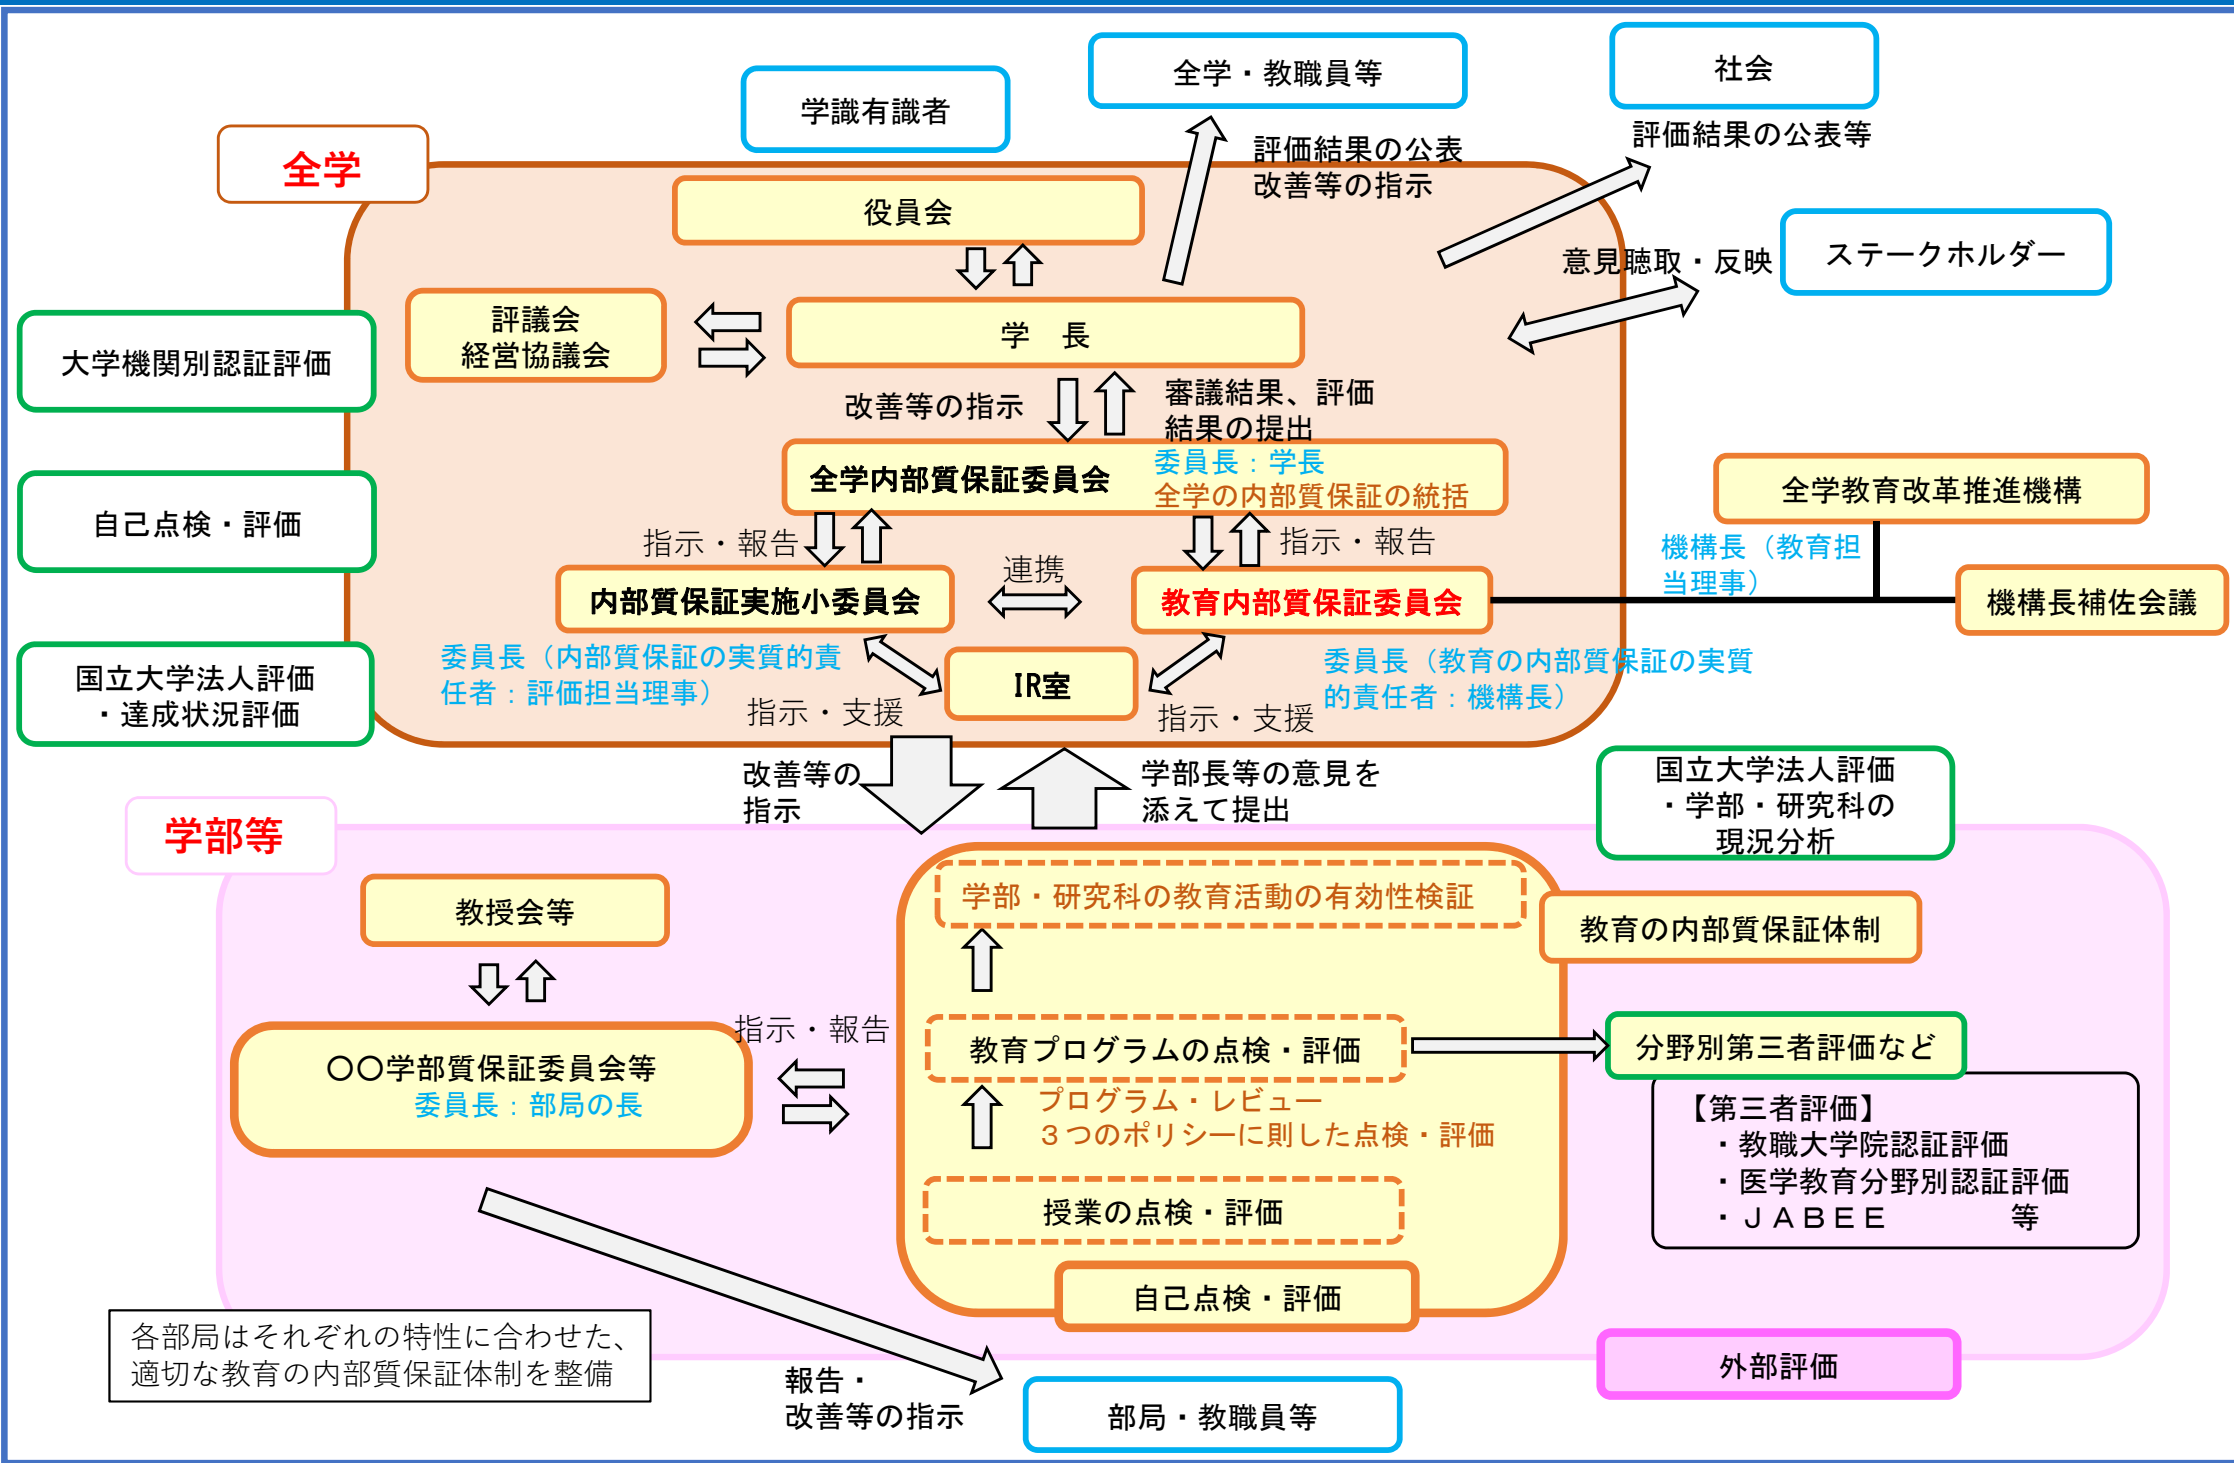 社会
全学・教職員等
学識有識者
評価結果の公表等
評価結果の公表
改善等の指示
全学
役員会
意見聴取・反映
ステークホルダー
評議会
経営協議会
学　長
大学機関別認証評価
改善等の指示
審議結果、評価
結果の提出
全学内部質保証委員会
委員長：学長
全学の内部質保証の統括
全学教育改革推進機構
自己点検・評価
指示・報告
指示・報告
機構長（教育担
当理事）
連携
内部質保証実施小委員会
教育内部質保証委員会
機構長補佐会議
委員長（内部質保証の実質的責
任者：評価担当理事）
IR室
委員長（教育の内部質保証の実質
的責任者：機構長）
国立大学法人評価
・達成状況評価
指示・支援
指示・支援
改善等の
指示
学部長等の意見を
添えて提出
国立大学法人評価
・学部・研究科の
現況分析
学部等
学部・研究科の教育活動の有効性検証
教授会等
教育の内部質保証体制
指示・報告
教育プログラムの点検・評価
分野別第三者評価など
〇〇学部質保証委員会等
委員長：部局の長
プログラム・レビュー
３つのポリシーに則した点検・評価
【第三者評価】
・教職大学院認証評価
・医学教育分野別認証評価
・ＪＡＢＥＥ　　　　等
授業の点検・評価
自己点検・評価
各部局はそれぞれの特性に合わせた、
適切な教育の内部質保証体制を整備
外部評価
報告・
改善等の指示
部局・教職員等